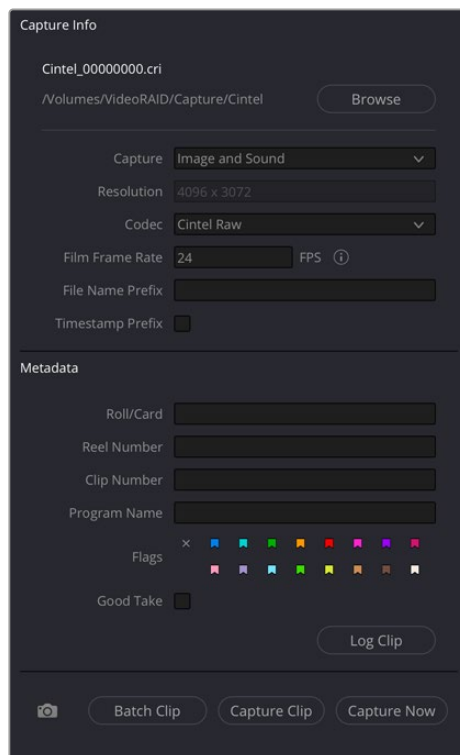 Capture Info
Cintel_00000000.cri
/Volumes/VideoRAID/Capture/Cintel Browse
Capture Image and Sound
Resolution 4096 x 3072
Codec Cintel Raw
Film Frame Rate 24 FPS
File Name Prefix
Timestamp Prefix
Metadata
Roll/Card
Reel Number
Clip Number
Program Name
Flags
Good Take
Log Clip
Batch Clip Capture Clip Capture Now